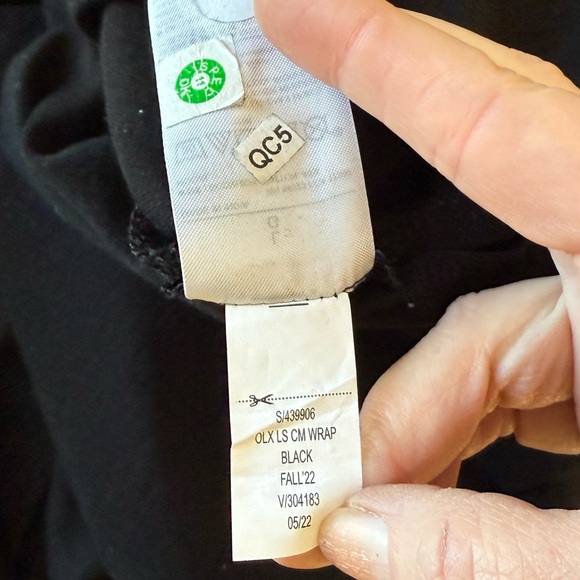 QC5
S/439906
OLX LS CM WRAP
BLACK
FALL'22
V/304183
05/22